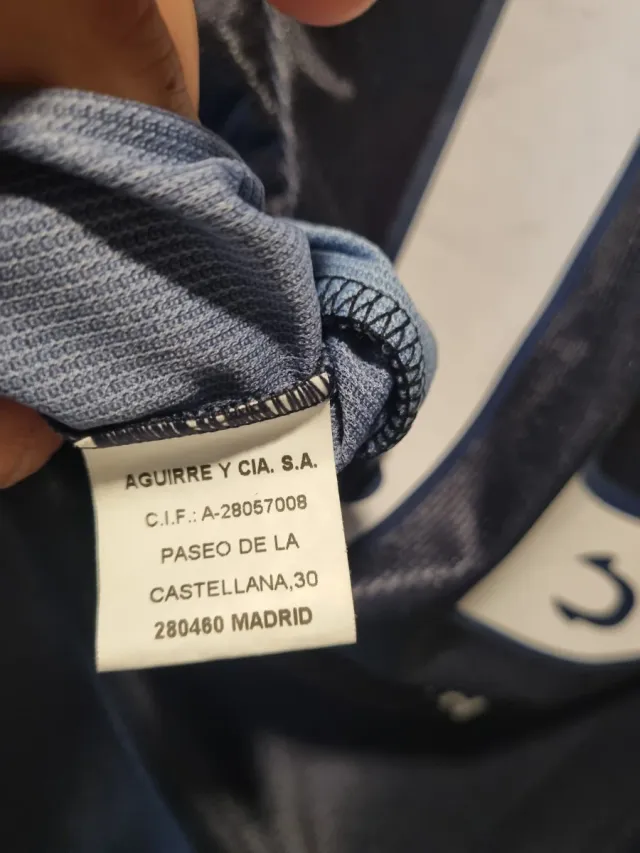 AGUIRRE Y CIA. S.A.
C.I.F.: A-28057008
PASEO DE LA
CASTELLANA,30
280460 MADRID